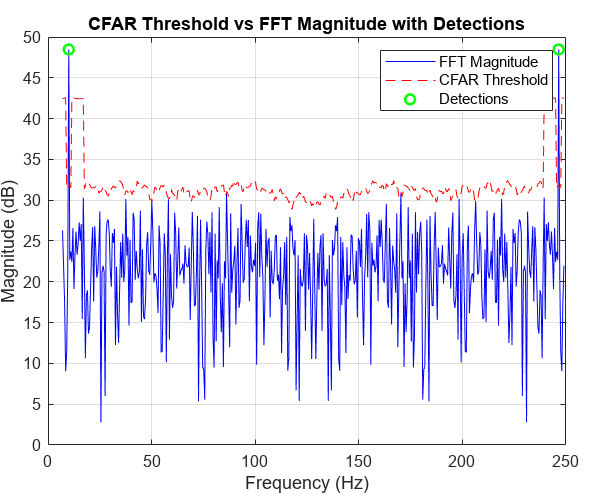 CFAR Threshold vs FFT Magnitude with Detections
FFT Magnitude
CFAR Threshold
Detections
Magnitude (dB)
50
45
40
35
30
25
20
15
10
5
0
0
50
100
150
200
250
Frequency (Hz)